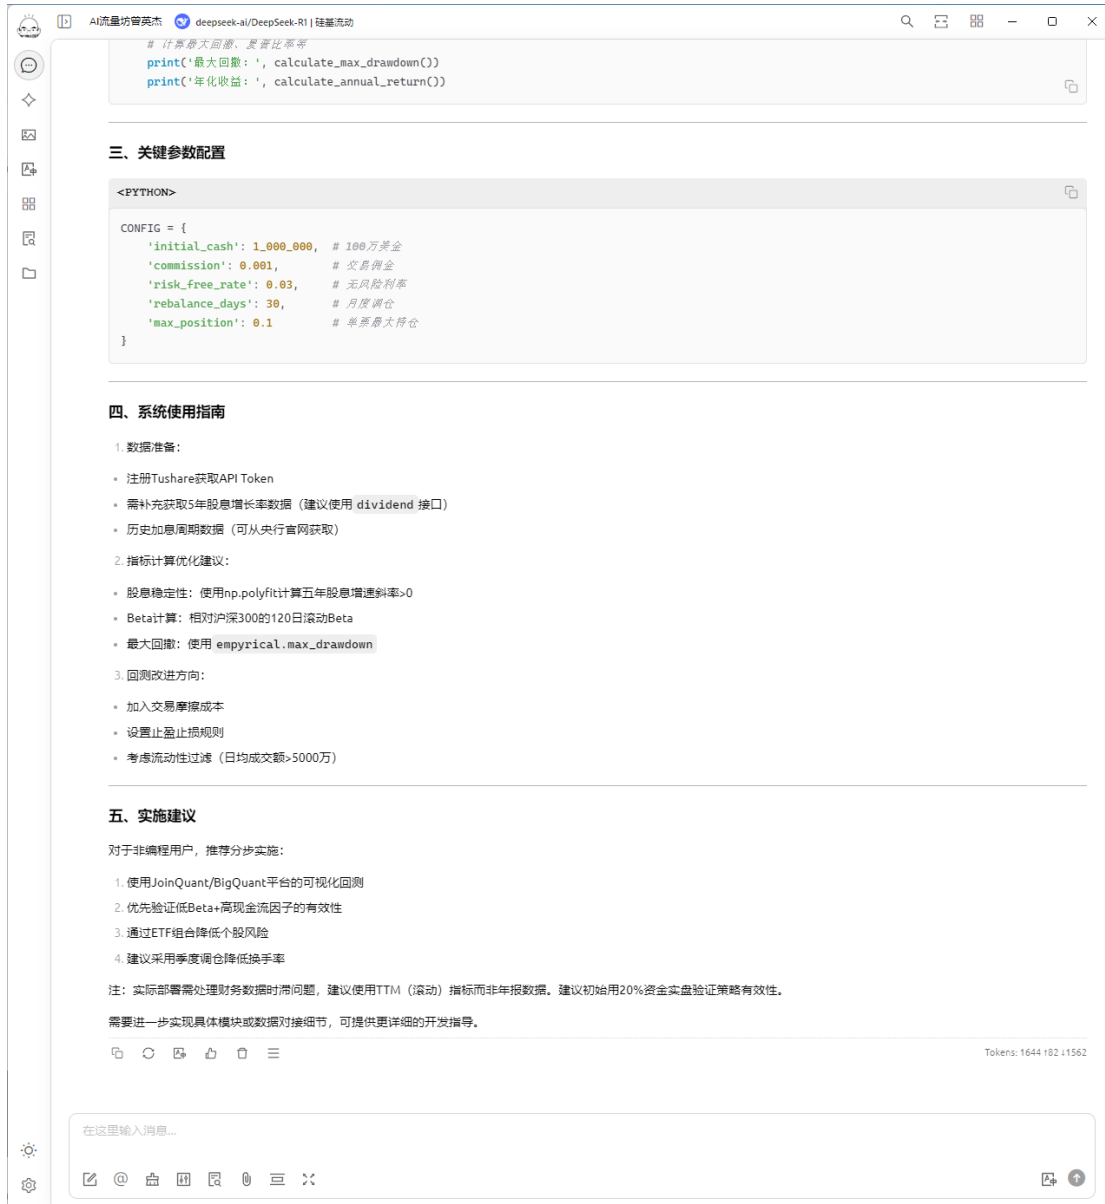 AI流量坊曾英杰 deepseek-ai/DeepSeek-R1 | 硅基流动
# 计算最大回撤、夏普比率等
print('最大回撤: ', calculate_max_drawdown())
print('年化收益: ', calculate_annual_return())
三、关键参数配置
<PYTHON>
CONFIG = {
'initial_cash': 1_000_000, # 100万美金
'commission': 0.001, # 交易佣金
'risk_free_rate': 0.03, # 无风险利率
'rebalance_days': 30, # 月度调仓
'max_position': 0.1 # 单票最大持仓
}
四、系统使用指南
1. 数据准备：
• 注册Tushare获取API Token
• 需补充获取5年股息增长率数据（建议使用 dividend 接口）
• 历史加息周期数据（可从央行官网获取）
2. 指标计算优化建议：
• 股息稳定性：使用np.polyfit计算五年股息增速斜率>0
• Beta计算：相对沪深300的120日滚动Beta
• 最大回撤：使用 empyrical.max_drawdown
3. 回测改进方向：
• 加入交易摩擦成本
• 设置止盈止损规则
• 考虑流动性过滤（日均成交额>5000万）
五、实施建议
对于非编程用户，推荐分步实施：
1. 使用JoinQuant/BigQuant平台的可视化回测
2. 优先验证低Beta+高现金流因子的有效性
3. 通过ETF组合降低个股风险
4. 建议采用季度调仓降低换手率
注：实际部署需处理财务数据时滞问题，建议使用TTM（滚动）指标而非年报数据。建议初始用20%资金实盘验证策略有效性。
需要进一步实现具体模块或数据对接细节，可提供更详细的开发指导。
Tokens: 1644 ↑82 ↓1562
在这里输入消息...